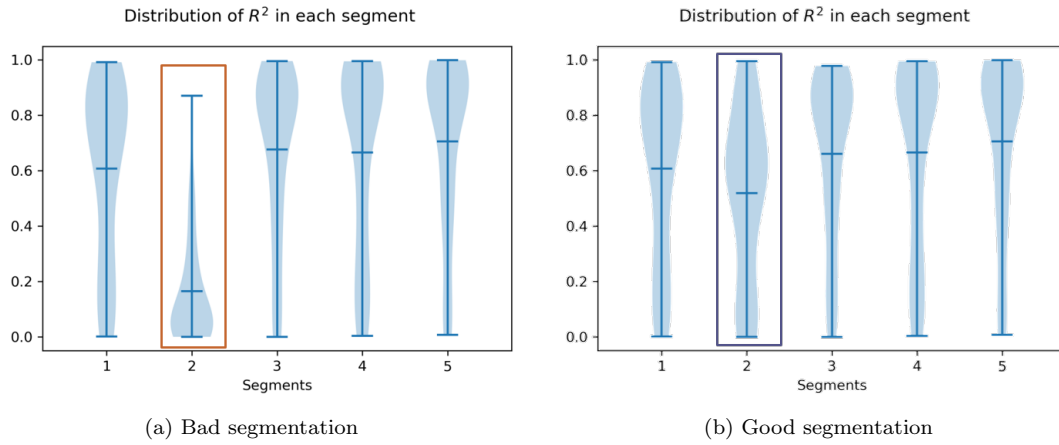 Distribution of $R^2$ in each segment
1.0
0.8
0.6
0.4
0.2
0.0
1 2 3 4 5
Segments
(a) Bad segmentation
Distribution of $R^2$ in each segment
1.0
0.8
0.6
0.4
0.2
0.0
1 2 3 4 5
Segments
(b) Good segmentation